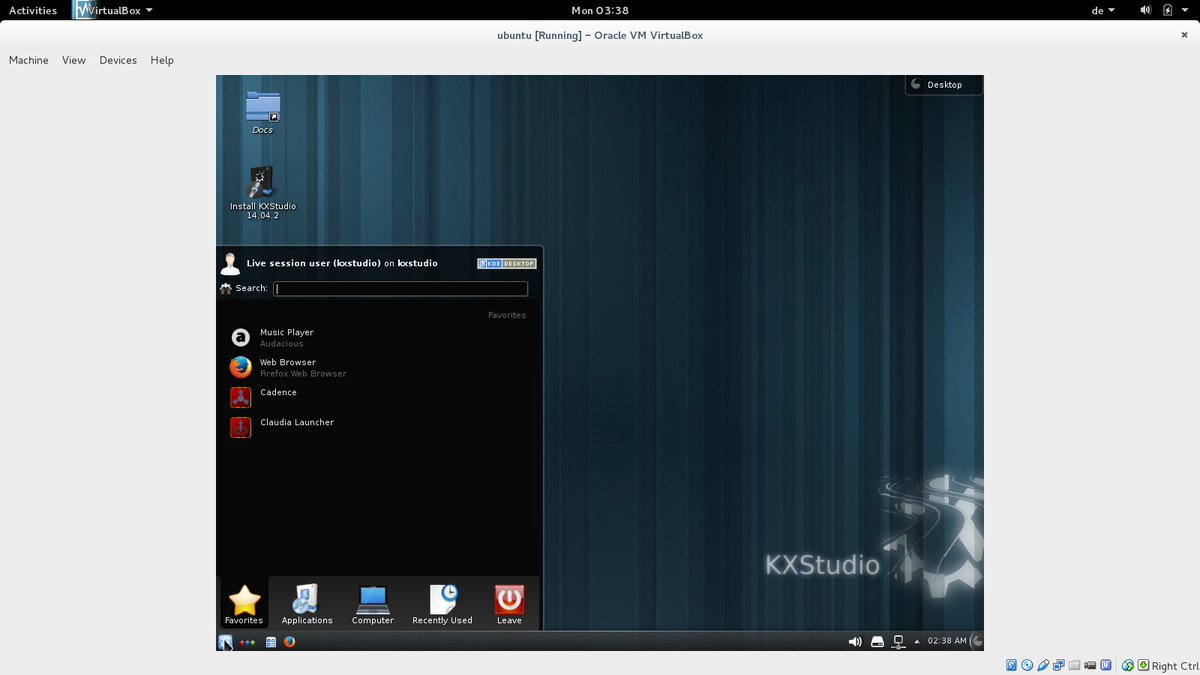 Activities
VirtualBox
Mon 03:38
de
ubuntu [Running] – Oracle VM VirtualBox
Machine View Devices Help
Desktop
Docs
Install KXStudio
14.04.2
Live session user (kxstudio) on kxstudio
KDE DESKTOP
Search:
Favorites
Music Player
Audacious
Web Browser
Firefox Web Browser
Cadence
Claudia Launcher
KXStudio
Favorites Applications Computer Recently Used Leave
02:38 AM
Right Ctrl